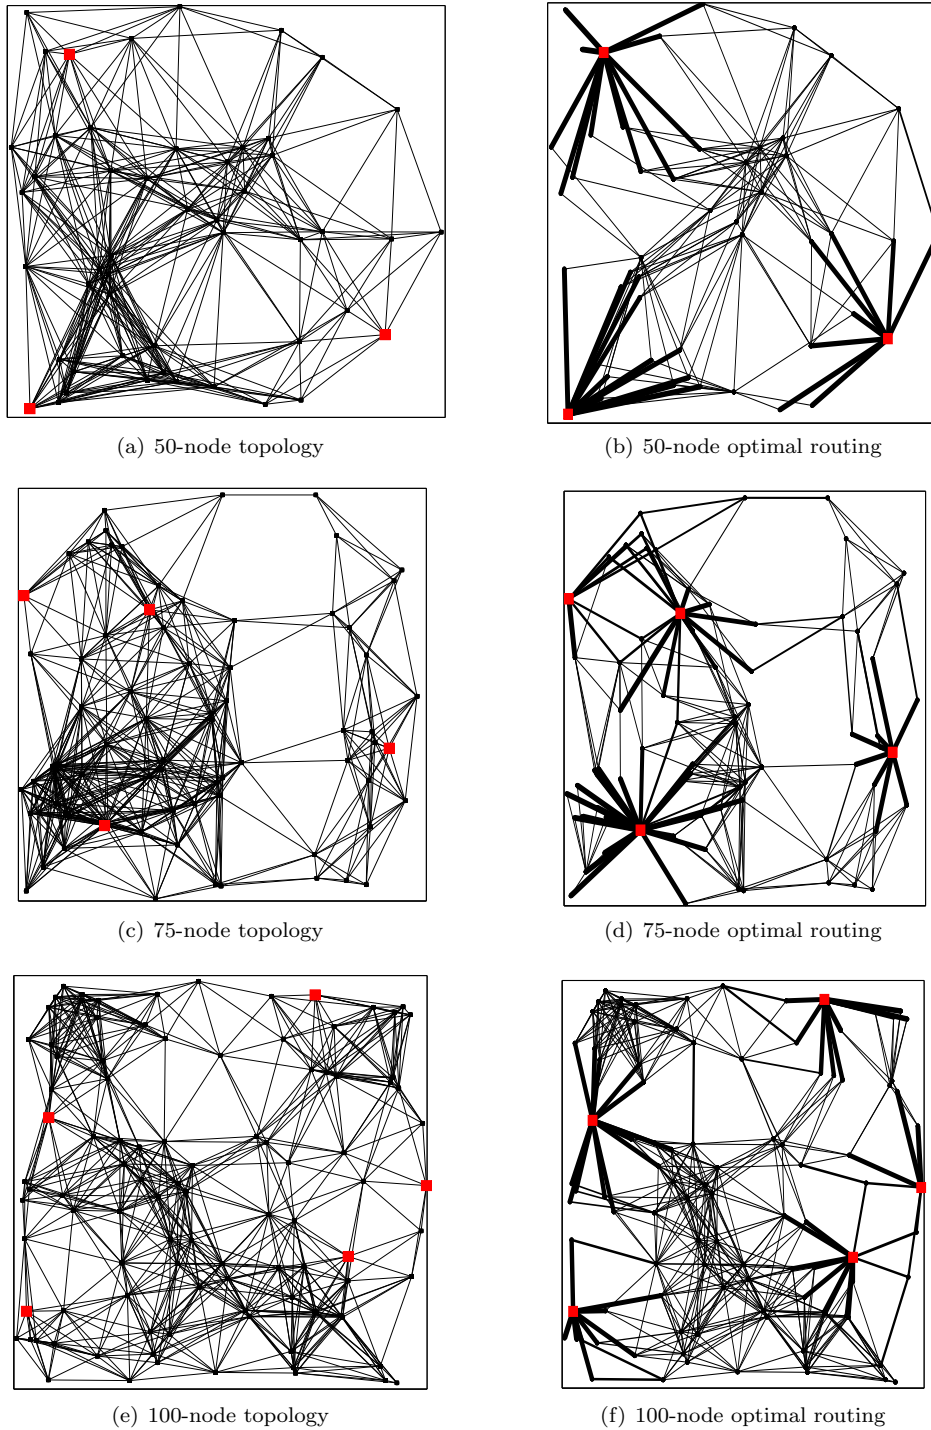 (a) 50-node topology
(b) 50-node optimal routing
(c) 75-node topology
(d) 75-node optimal routing
(e) 100-node topology
(f) 100-node optimal routing